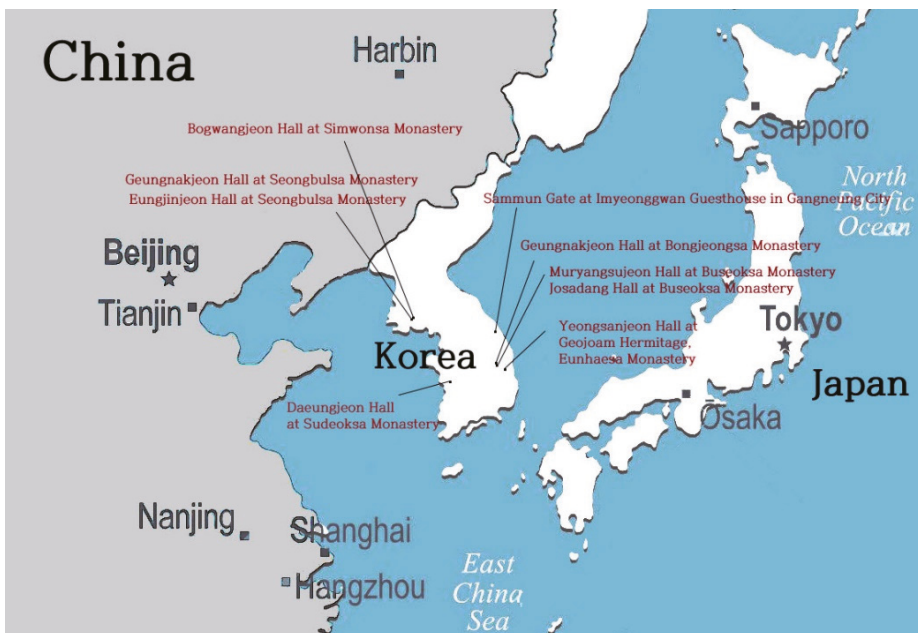 China
Harbin
Bogwangjeon Hall at Simwonsa Monastery
Sapporo
Geungnakjeon Hall at Seongbulsa Monastery
Eungjinjeon Hall at Seongbulsa Monastery
North
Pacific
Ocean
Sammun Gate at Imyeonggwan Guesthouse in Gangneung City
Beijing
Geungnakjeon Hall at Bongjeongsa Monastery
Muryangsujeon Hall at Buseoksa Monastery
Josadang Hall at Buseoksa Monastery
Tianjin
Tokyo
Yeongsanjeon Hall at
Geojoam Hermitage,
Eunhaesa Monastery
Korea
Japan
Daeungjeon Hall
at Sudeoksa Monastery
Ōsaka
Nanjing
Shanghai
Hangzhou
East
China
Sea